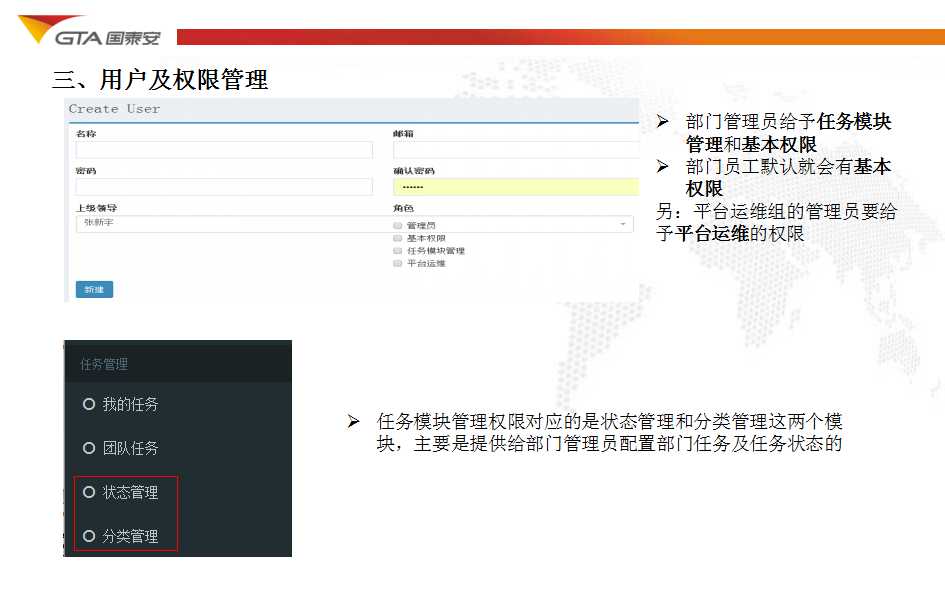 GTA 国泰安
三、用户及权限管理
Create User
名称
邮箱
密码
确认密码
······
上级领导
角色
张新宇
管理员
基本权限
任务模块管理
平台运维
新建
部门管理员给予任务模块
管理和基本权限
部门员工默认就会有基本
权限
另：平台运维组的管理员要给
予平台运维的权限
任务管理
我的任务
团队任务
状态管理
分类管理
任务模块管理权限对应的是状态管理和分类管理这两个模
块，主要是提供给部门管理员配置部门任务及任务状态的